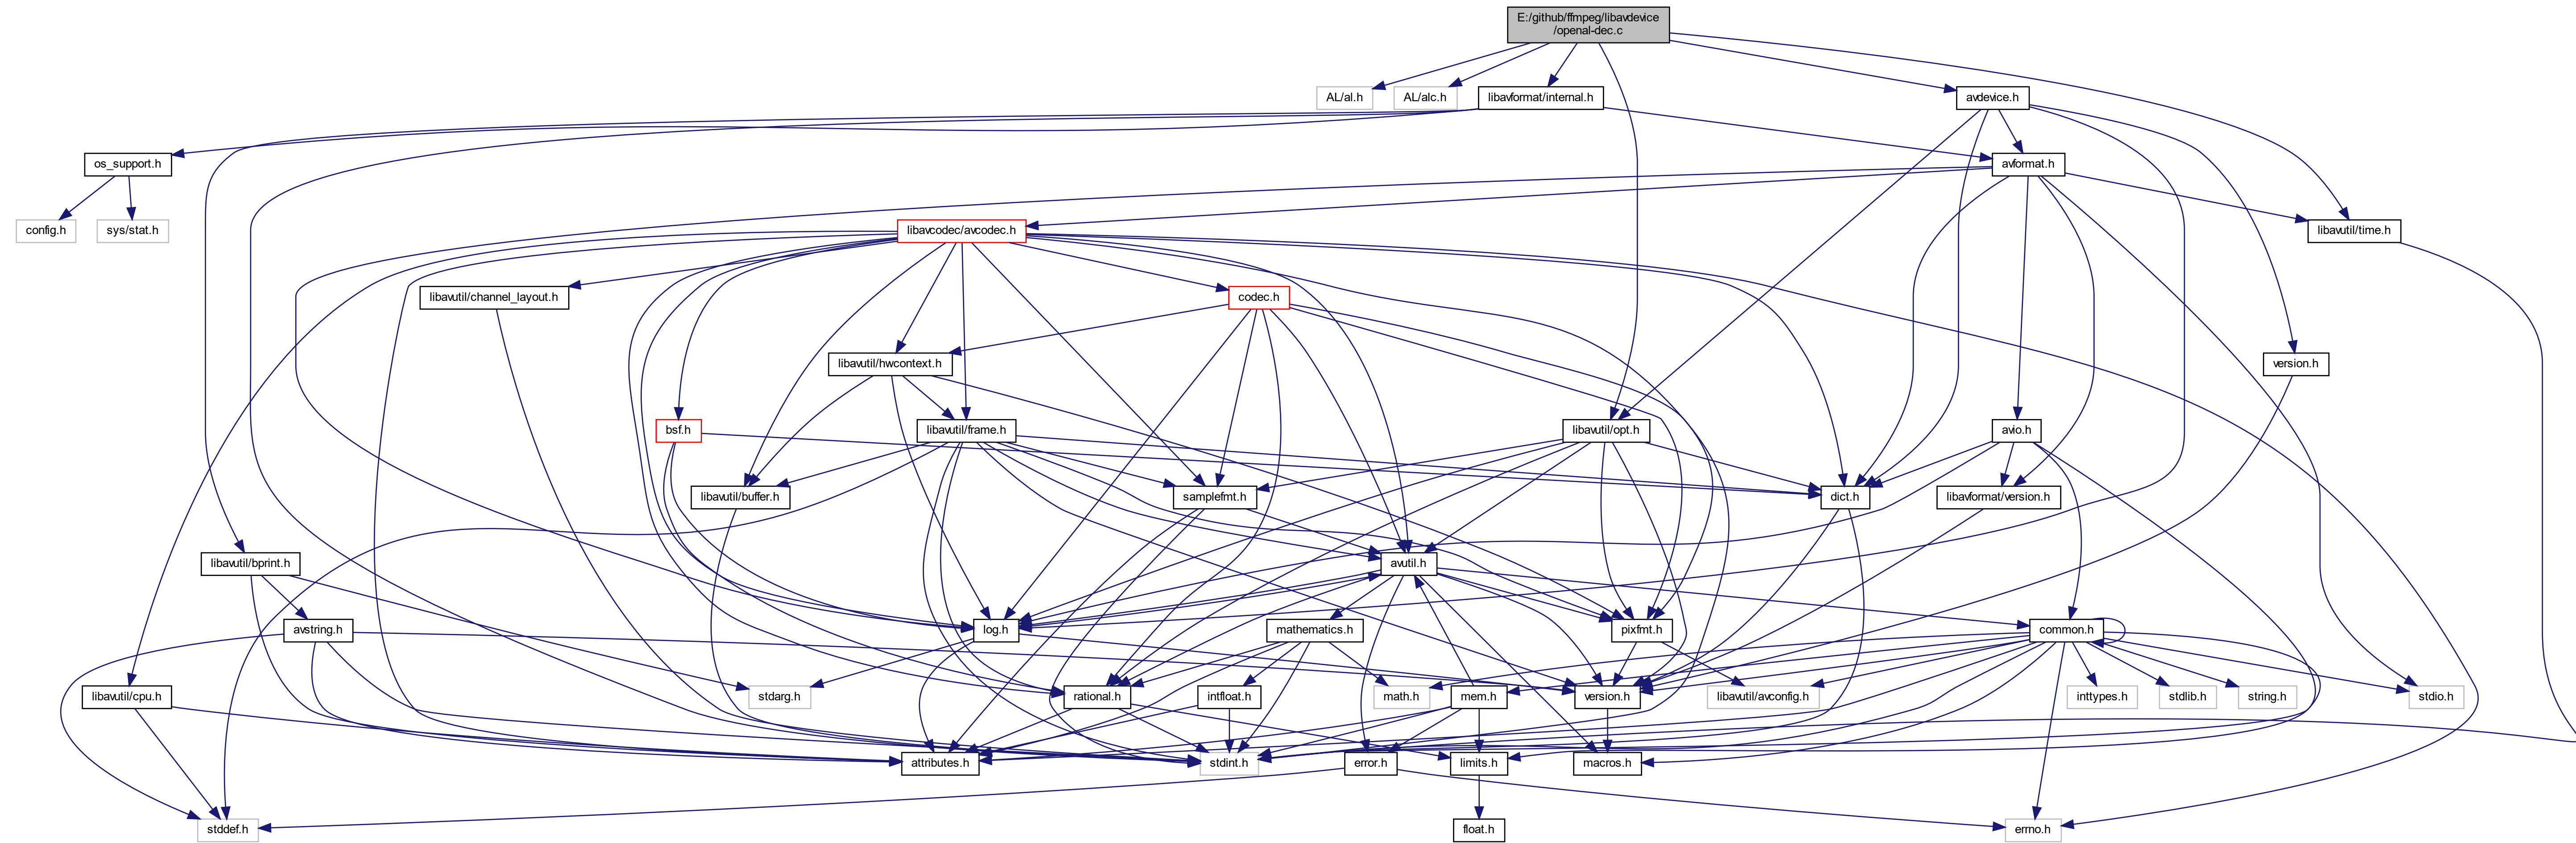 E:/github/ffmpeg/libavdevice
/openal-dec.c
AL/al.h
AL/alc.h
libavformat/internal.h
avdevice.h
os_support.h
avformat.h
config.h
sys/stat.h
libavcodec/avcodec.h
libavutil/time.h
libavutil/channel_layout.h
codec.h
libavutil/hwcontext.h
version.h
bsf.h
libavutil/frame.h
libavutil/opt.h
avio.h
libavutil/buffer.h
samplefmt.h
dict.h
libavformat/version.h
libavutil/bprint.h
avutil.h
avstring.h
log.h
mathematics.h
pixfmt.h
common.h
libavutil/cpu.h
stdarg.h
rational.h
intfloat.h
math.h
mem.h
version.h
libavutil/avconfig.h
inttypes.h
stdlib.h
string.h
stdio.h
attributes.h
stdint.h
error.h
limits.h
macros.h
stddef.h
float.h
errno.h